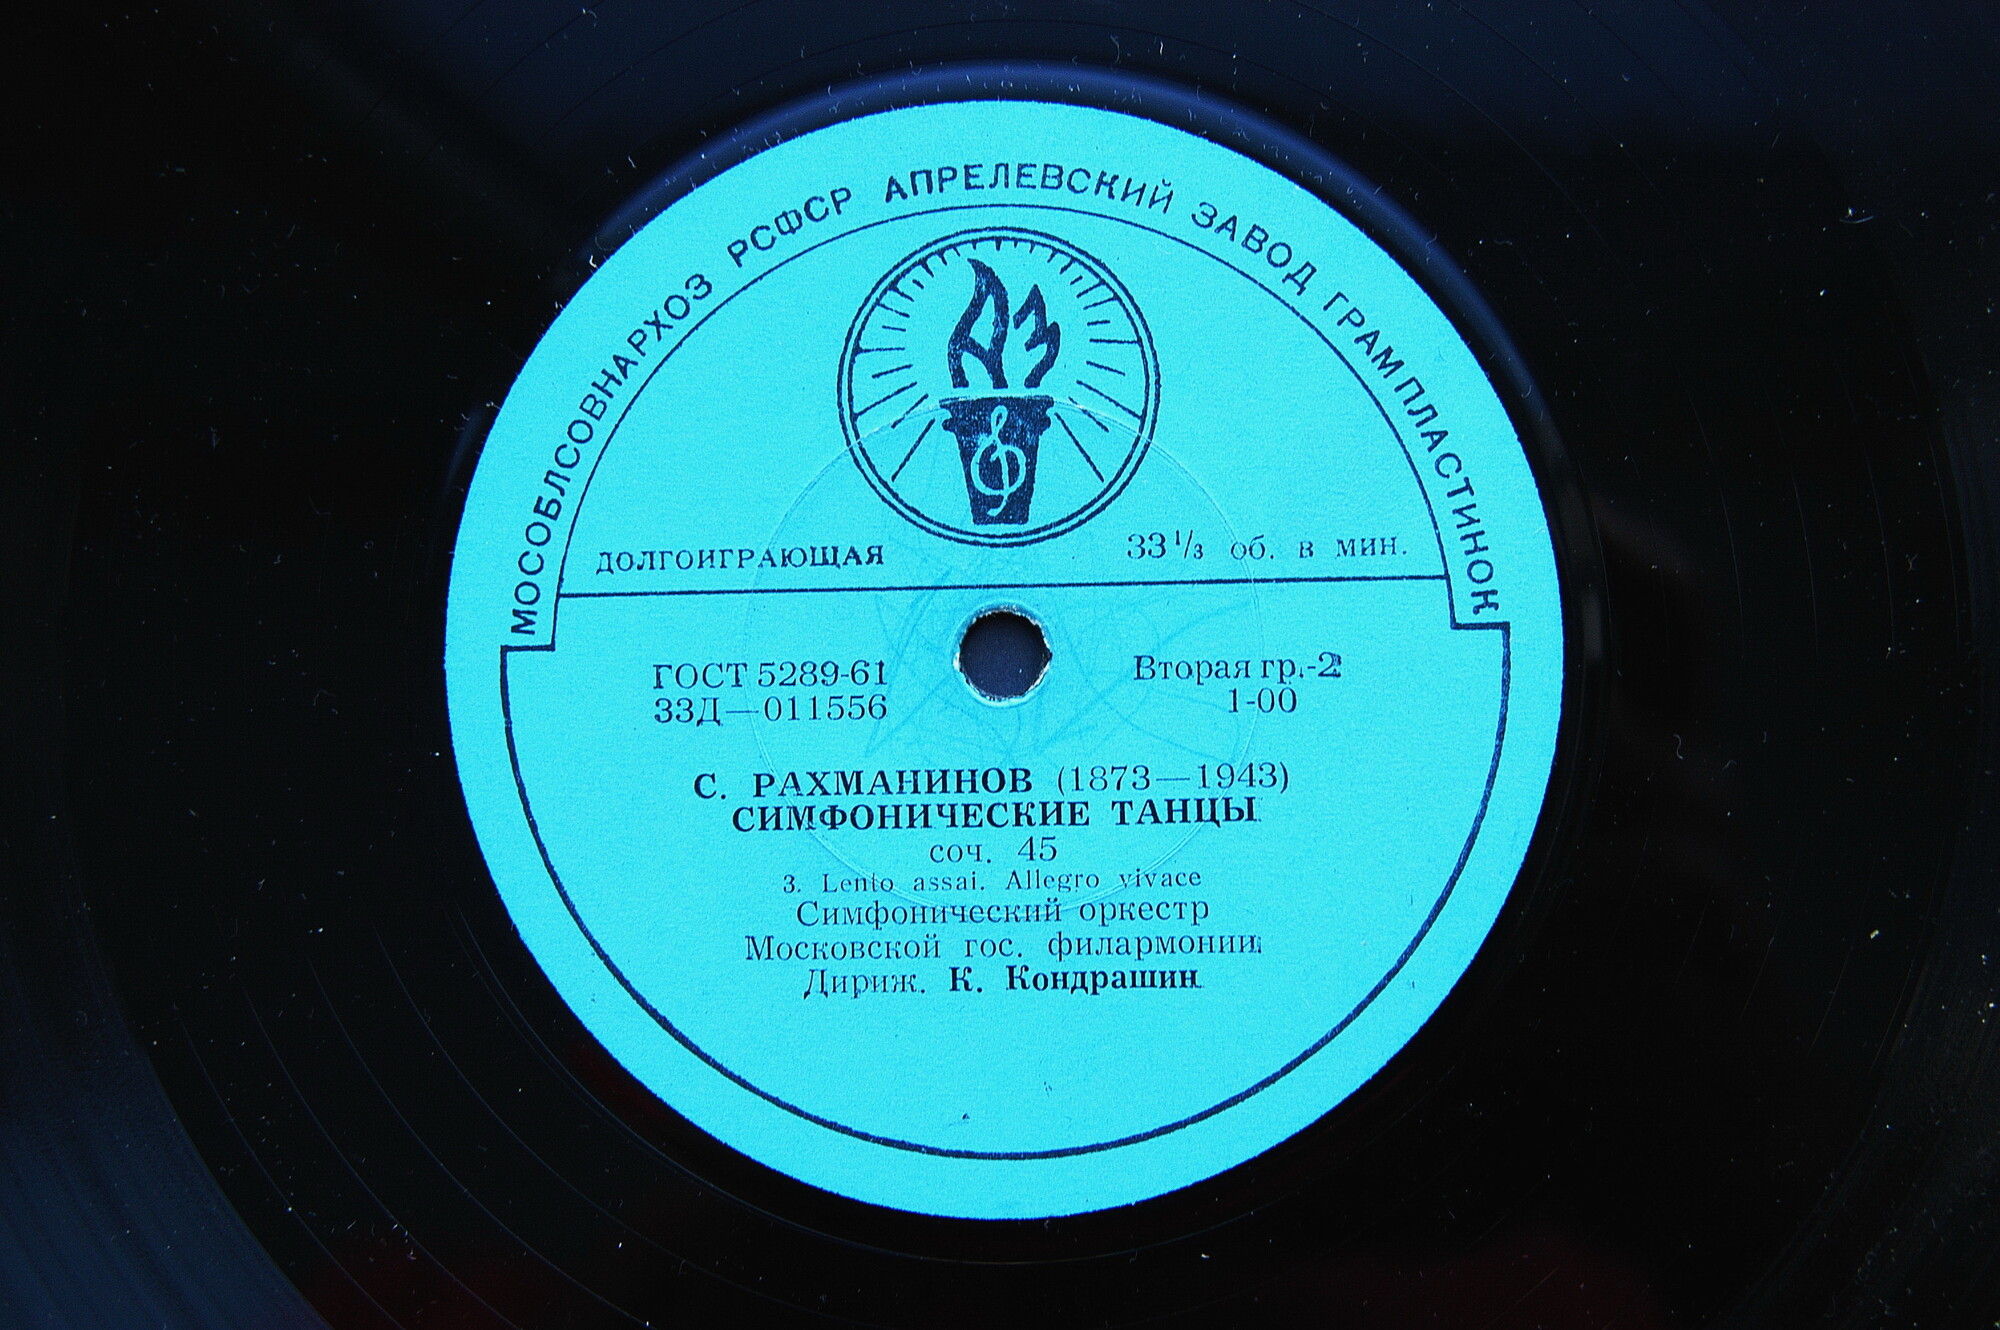 МОСОБЛСОВНАРХОЗ РСФСР АПРЕЛЕВСКИЙ ЗАВОД ГРАМПЛАСТИНОК
АЗ
ДОЛГОИГРАЮЩАЯ 33⅓ об. в мин.
ГОСТ 5289-61 Вторая гр.-2
33Д—011556 1-00
С. РАХМАНИНОВ (1873—1943)
СИМФОНИЧЕСКИЕ ТАНЦЫ
соч. 45
3. Lento assai. Allegro vivace
Симфонический оркестр
Московской гос. филармонии
Дириж. К. Кондрашин